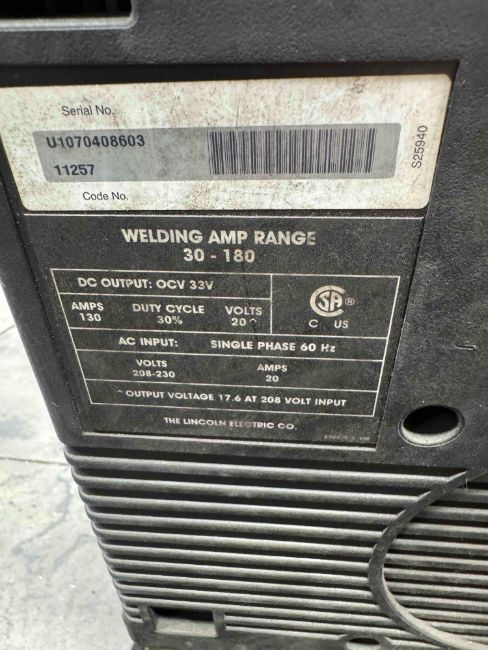 Serial No.
U1070408603
11257
Code No.
S25940
WELDING AMP RANGE
30 - 180
DC OUTPUT: OCV 33V
AMPS DUTY CYCLE VOLTS
130 30% 20^
SA ®
C US
AC INPUT: SINGLE PHASE 60 Hz
VOLTS AMPS
208-230 20
^ OUTPUT VOLTAGE 17.6 AT 208 VOLT INPUT
THE LINCOLN ELECTRIC CO.